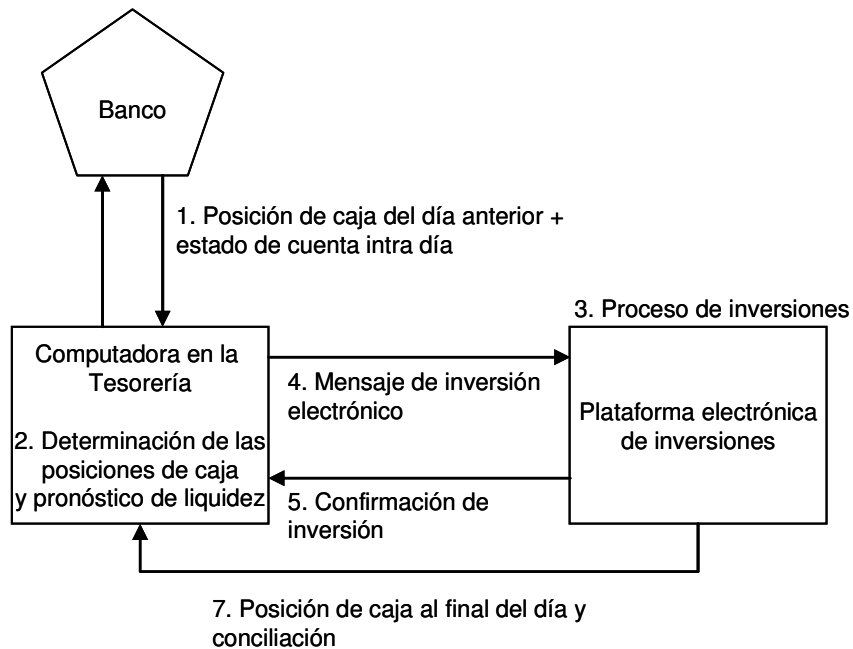 Banco
1. Posición de caja del día anterior +
estado de cuenta intra día
3. Proceso de inversiones
Computadora en la
Tesorería
2. Determinación de las
posiciones de caja
y pronóstico de liquidez
4. Mensaje de inversión
electrónico
Plataforma electrónica
de inversiones
5. Confirmación de
inversión
7. Posición de caja al final del día y
conciliación